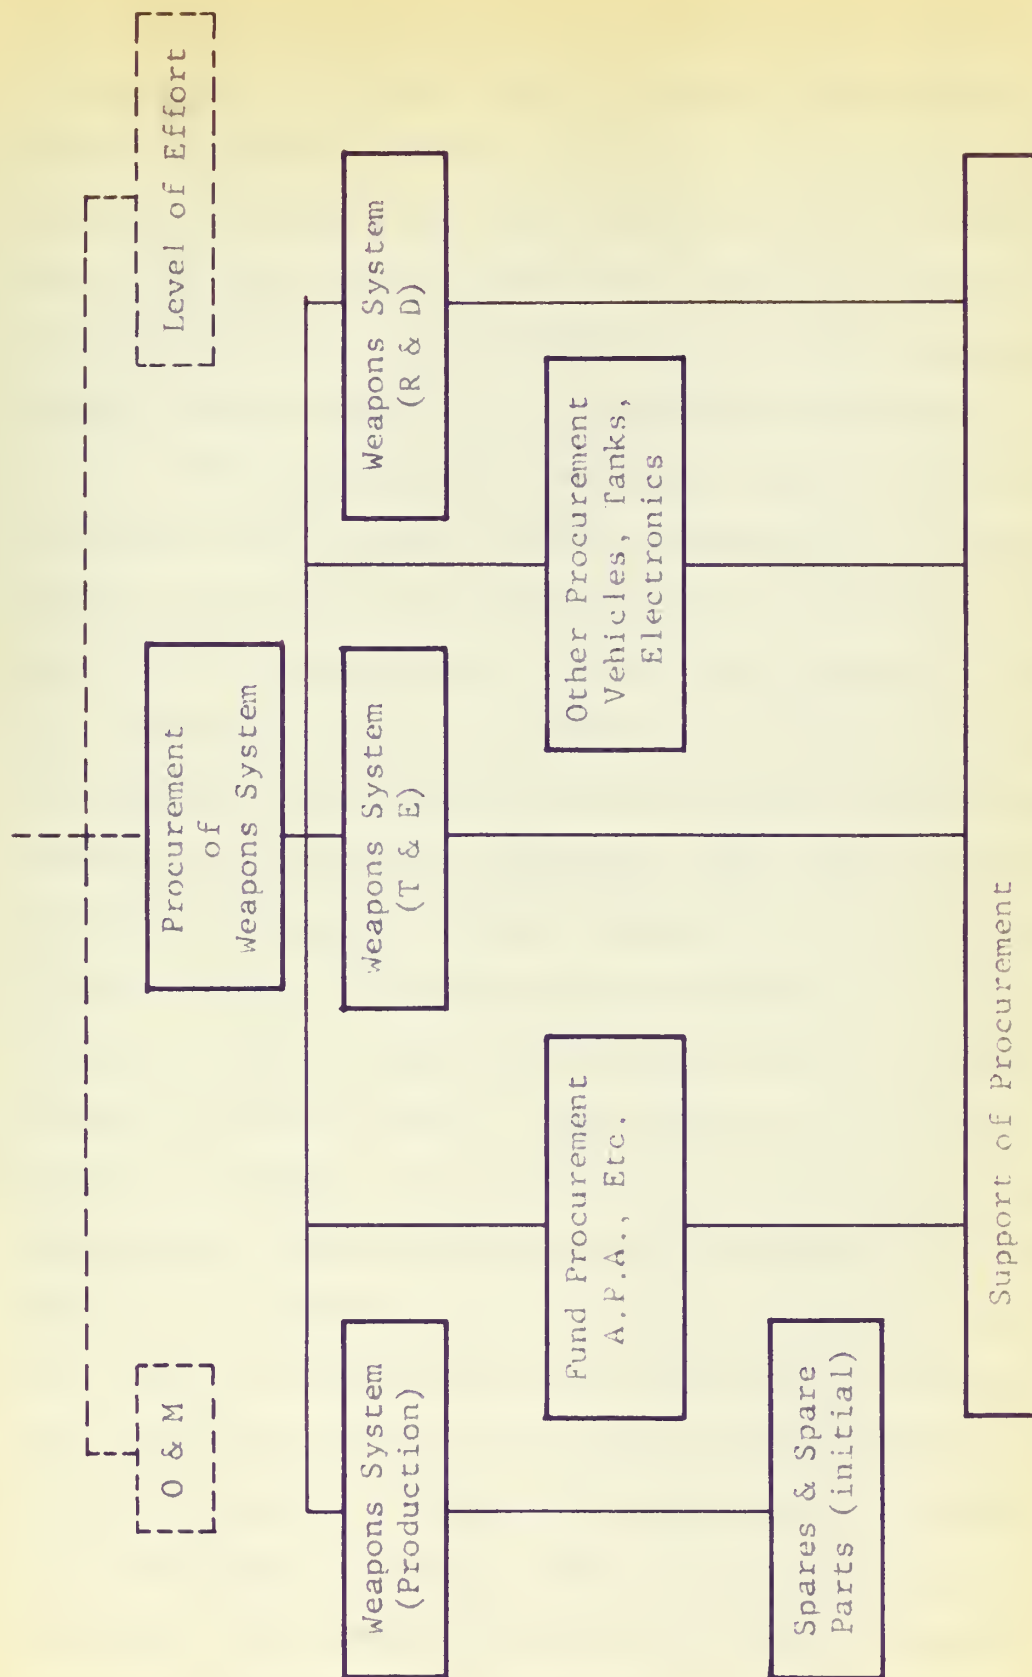 O & M
Level of Effort
Procurement
of
Weapons System
Weapons System
(Production)
Weapons System
(T & E)
Weapons System
(R & D)
Fund Procurement
A.P.A., Etc.
Other Procurement
Vehicles, Tanks,
Electronics
Spares & Spare
Parts (initial)
Support of Procurement